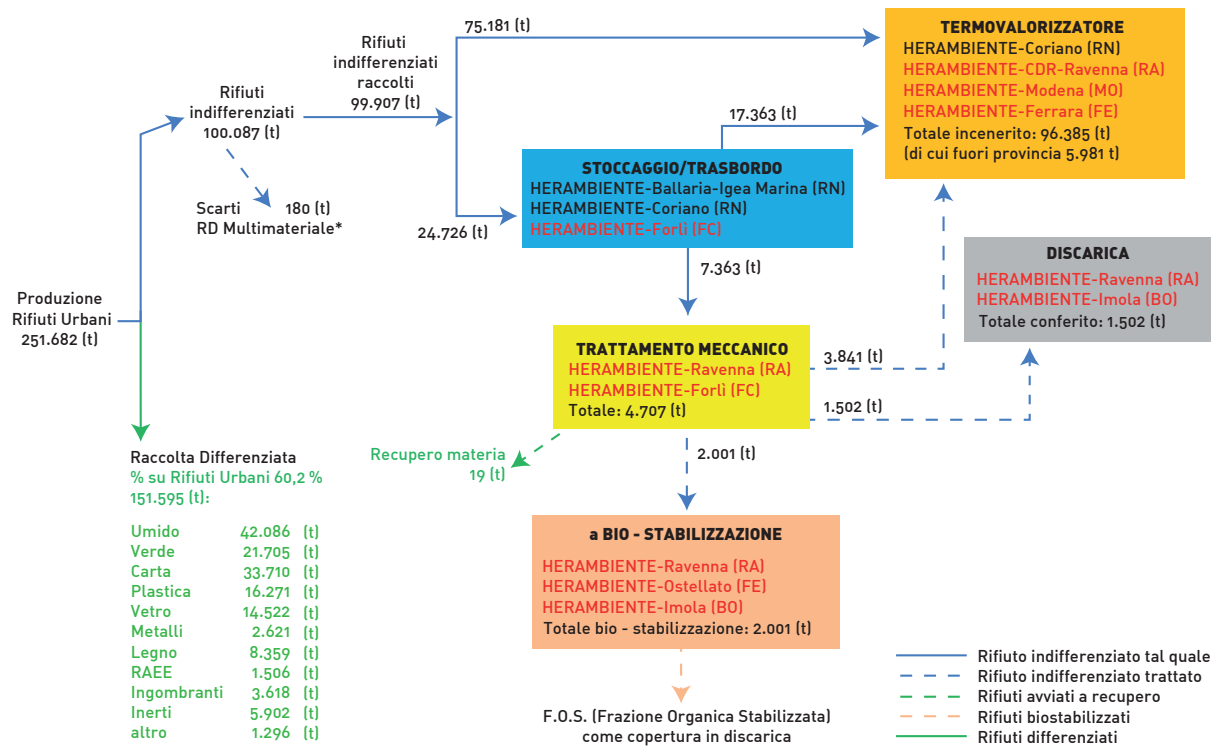 75.181 (t)
Rifiuti
indifferenziati
raccolti
99.907 (t)
Rifiuti
indifferenziati
100.087 (t)
Scarti 180 (t)
RD Multimateriale*
24.726 (t)
17.363 (t)
TERMOVALORIZZATORE
HERAMBIENTE-Coriano (RN)
HERAMBIENTE-CDR-Ravenna (RA)
HERAMBIENTE-Modena (MO)
HERAMBIENTE-Ferrara (FE)
Totale incenerito: 96.385 (t)
(di cui fuori provincia 5.981 t)
STOCCAGGIO/TRASBORDO
HERAMBIENTE-Ballaria-Igea Marina (RN)
HERAMBIENTE-Coriano (RN)
HERAMBIENTE-Forlì (FC)
7.363 (t)
DISCARICA
HERAMBIENTE-Ravenna (RA)
HERAMBIENTE-Imola (BO)
Totale conferito: 1.502 (t)
Produzione
Rifiuti Urbani
251.682 (t)
TRATTAMENTO MECCANICO
HERAMBIENTE-Ravenna (RA)
HERAMBIENTE-Forlì (FC)
Totale: 4.707 (t)
3.841 (t)
1.502 (t)
Recupero materia
19 (t)
2.001 (t)
Raccolta Differenziata
% su Rifiuti Urbani 60,2 %
151.595 (t):
Umido 42.086 (t)
Verde 21.705 (t)
Carta 33.710 (t)
Plastica 16.271 (t)
Vetro 14.522 (t)
Metalli 2.621 (t)
Legno 8.359 (t)
RAEE 1.506 (t)
Ingombranti 3.618 (t)
Inerti 5.902 (t)
altro 1.296 (t)
a BIO - STABILIZZAZIONE
HERAMBIENTE-Ravenna (RA)
HERAMBIENTE-Ostellato (FE)
HERAMBIENTE-Imola (BO)
Totale bio - stabilizzazione: 2.001 (t)
F.O.S. (Frazione Organica Stabilizzata)
come copertura in discarica
Rifiuto indifferenziato tal quale
Rifiuto indifferenziato trattato
Rifiuti avviati a recupero
Rifiuti biostabilizzati
Rifiuti differenziati